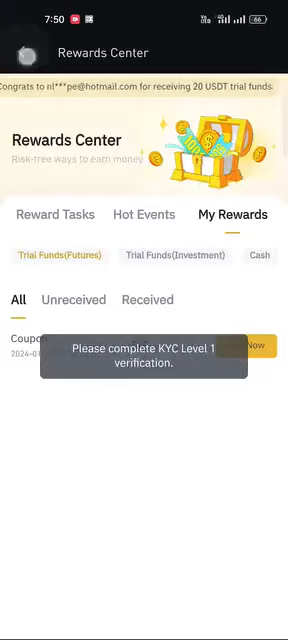 7:50
4G
66
Rewards Center
Congrats to nl***pe@hotmail.com for receiving 20 USDT trial funds
Rewards Center
Risk-free ways to earn money
Reward Tasks Hot Events My Rewards
Trial Funds(Futures) Trial Funds(Investment) Cash
All Unreceived Received
Coupon
Now
Please complete KYC Level 1
verification.